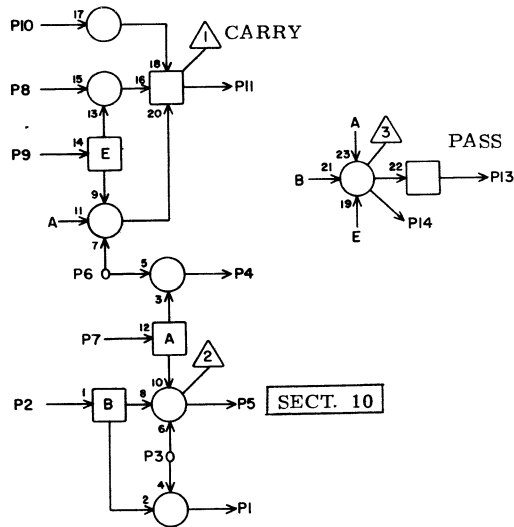 P10 17
18 1 CARRY
P8 15 16 P11
13 20
P9 14 E
9
A 11
7
P6 5 P4
3
P7 12 A
2
10
P2 1 B 8 P5 SECT. 10
6
P3
4
2 P1
A
3
23 PASS
B 21 22 P13
19 P14
E